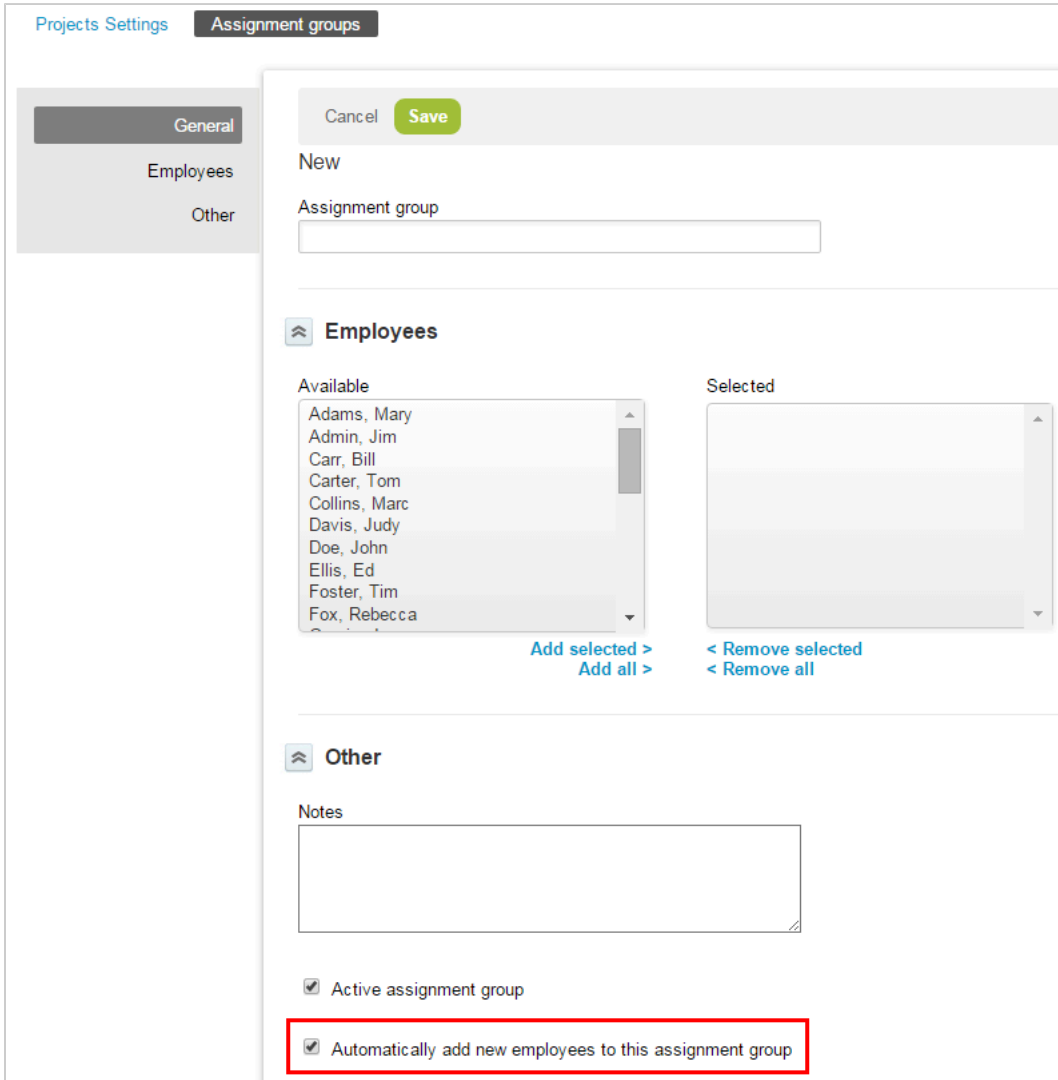 Projects Settings Assignment groups
General
Employees
Other
Cancel Save
New
Assignment group
Employees
Available Selected
Adams, Mary
Admin, Jim
Carr, Bill
Carter, Tom
Collins, Marc
Davis, Judy
Doe, John
Ellis, Ed
Foster, Tim
Fox, Rebecca
Add selected > < Remove selected
Add all > < Remove all
Other
Notes
Active assignment group
Automatically add new employees to this assignment group